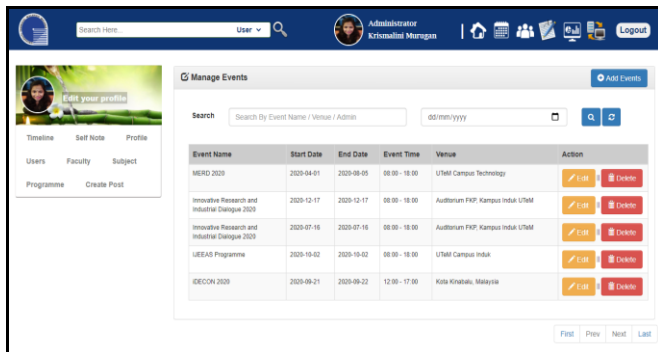 Search Here..
User
Administrator
Krismalini Murugan
Logout
Edit your profile
Timeline Self Note Profile
Users Faculty Subject
Programme Create Post
Manage Events
Add Events
Search Search By Event Name / Venue / Admin dd/mm/yyyy
Event Name Start Date End Date Event Time Venue Action
MERD 2020 2020-04-01 2020-08-05 08:00 - 18:00 UTeM Campus Technology Edit Delete
Innovative Research and
Industrial Dialogue 2020 2020-12-17 2020-12-17 08:00 - 18:00 Auditorium FKP, Kampus Induk UTeM Edit Delete
Innovative Research and
Industrial Dialogue 2020 2020-07-16 2020-07-16 08:00 - 18:00 Auditorium FKP, Kampus Induk UTeM Edit Delete
IJEEAS Programme 2020-10-02 2020-10-02 08:00 - 18:00 UTeM Campus Induk Edit Delete
iDECON 2020 2020-09-21 2020-09-22 12:00 - 17:00 Kota Kinabalu, Malaysia Edit Delete
First Prev Next Last